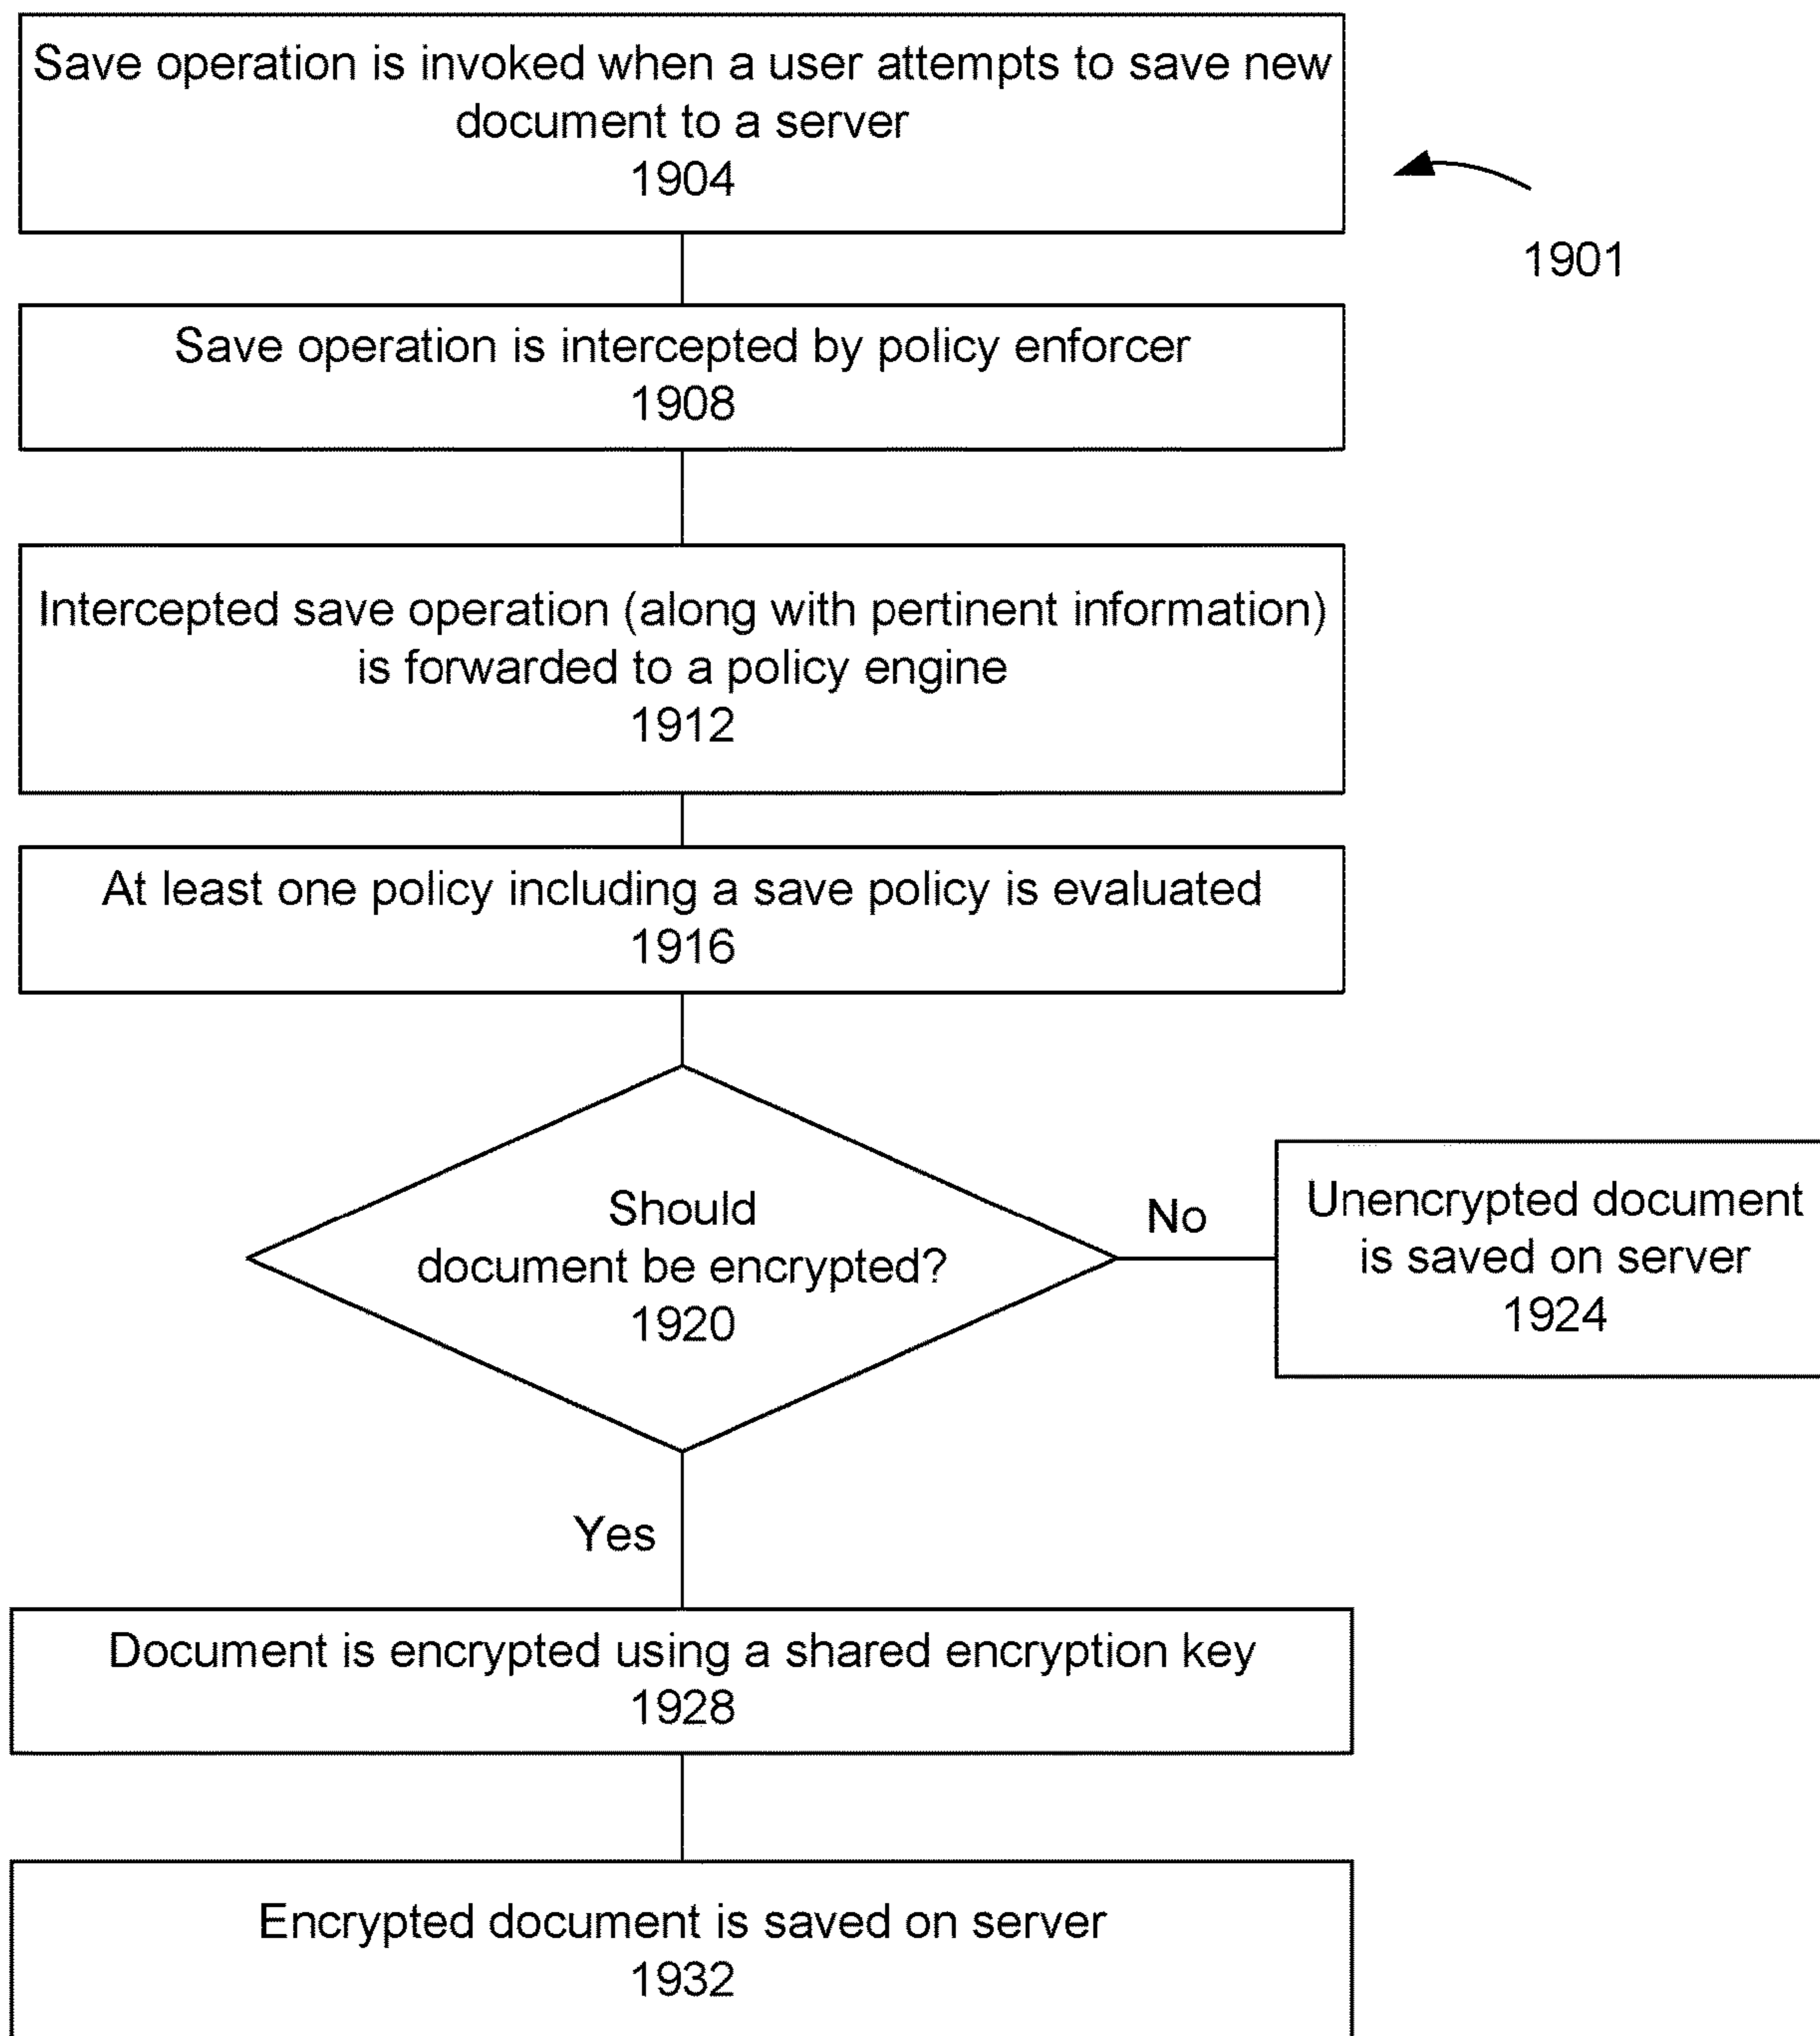 Save operation is invoked when a user attempts to save new
document to a server
1904
1901
Save operation is intercepted by policy enforcer
1908
Intercepted save operation (along with pertinent information)
is forwarded to a policy engine
1912
At least one policy including a save policy is evaluated
1916
Should
document be encrypted?
1920
No
Unencrypted document
is saved on server
1924
Yes
Document is encrypted using a shared encryption key
1928
Encrypted document is saved on server
1932